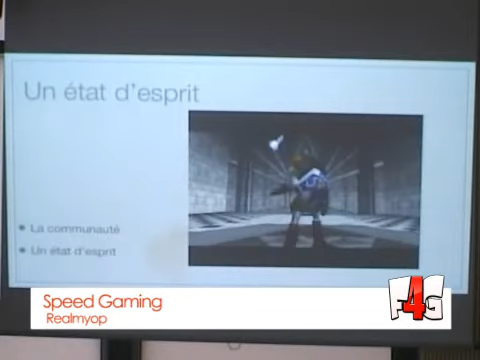 Un état d'esprit
La communauté
Un état d'esprit
Speed Gaming
Realmyop
F4G